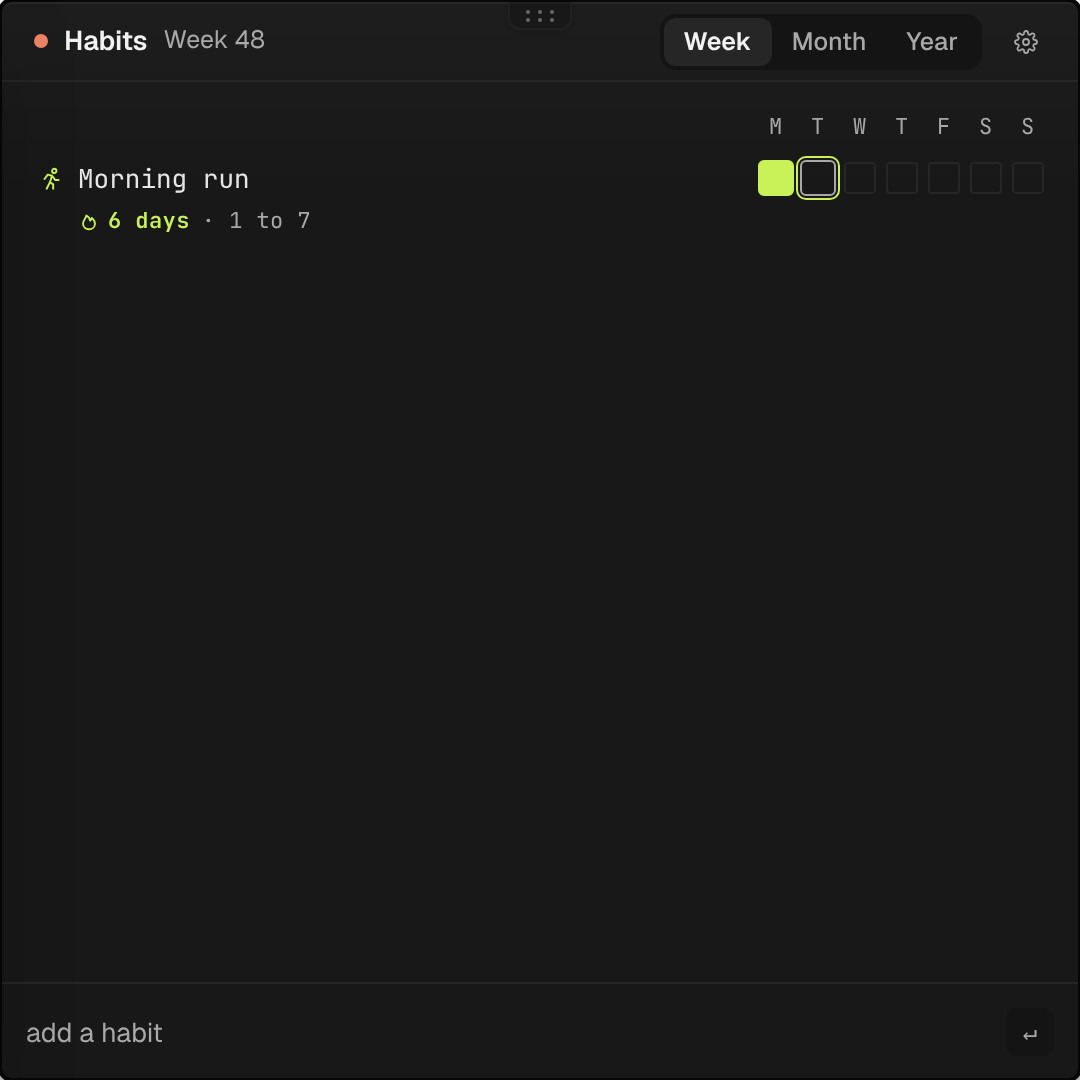 Habits Week 48 Week Month Year
M T W T F S S
Morning run
6 days · 1 to 7
add a habit